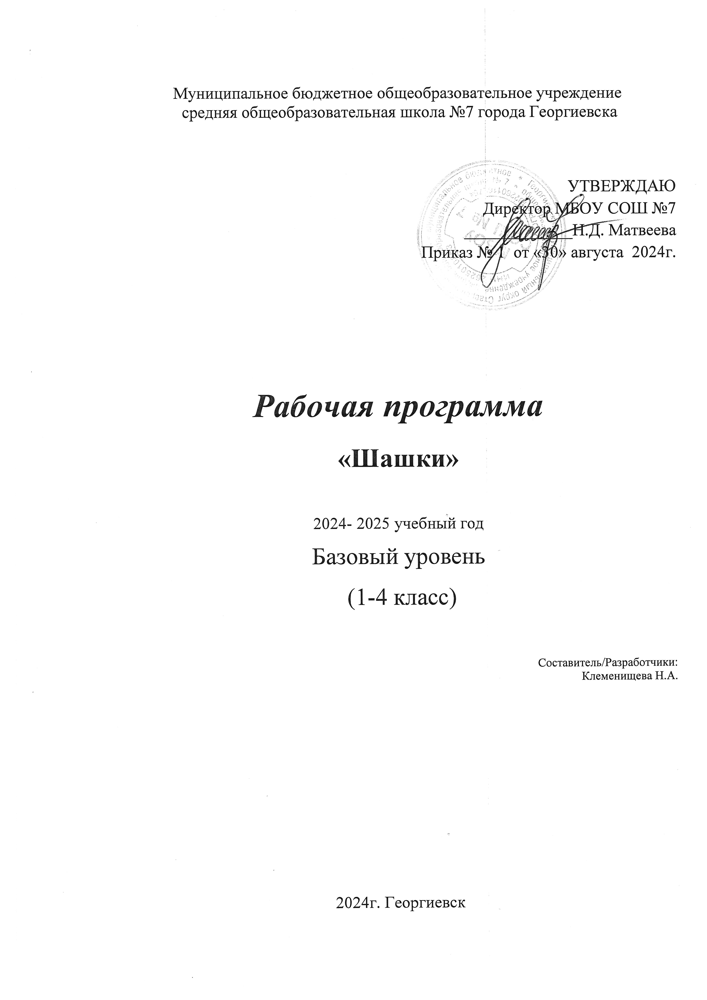 Муниципальное бюджетное общеобразовательное учреждение
средняя общеобразовательная школа №7 города Георгиевска
УТВЕРЖДАЮ
Директор МБОУ СОШ №7
Н.Д. Матвеева
Приказ № 1 от «30» августа 2024г.
Рабочая программа
«Шашки»
2024- 2025 учебный год
Базовый уровень
(1-4 класс)
Составитель/Разработчики:
Клеменищева Н.А.
2024г. Георгиевск